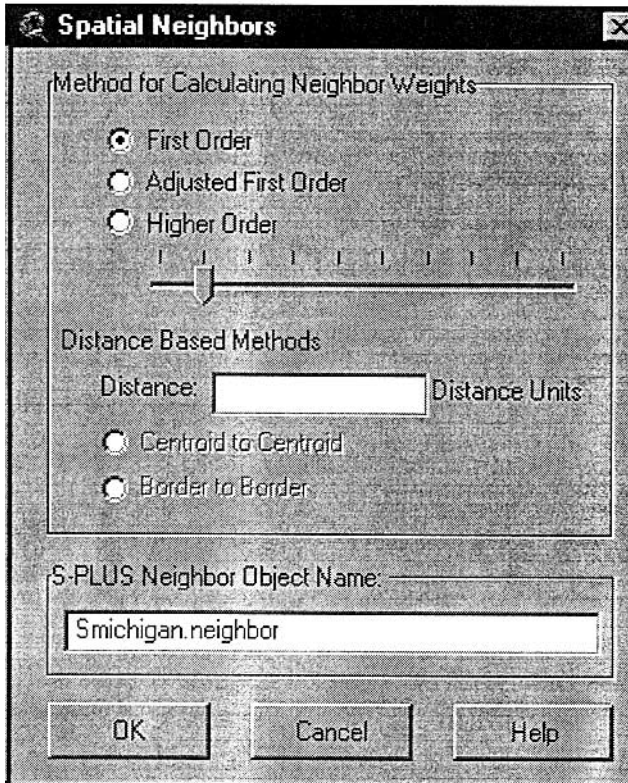 Spatial Neighbors
Method for Calculating Neighbor Weights
First Order
Adjusted First Order
Higher Order
Distance Based Methods
Distance: Distance Units
Centroid to Centroid
Border to Border
S-PLUS Neighbor Object Name:
Smichigan.neighbor
OK Cancel Help